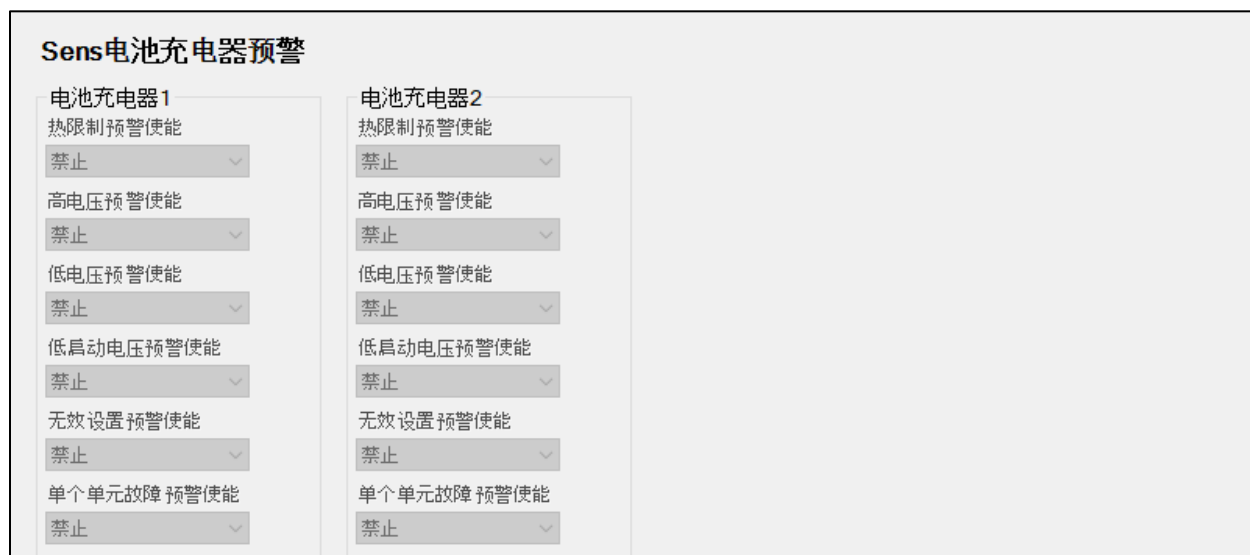 Sens电池充电器预警
电池充电器1
热限制预警使能
禁止
高电压预警使能
禁止
低电压预警使能
禁止
低启动电压预警使能
禁止
无效设置预警使能
禁止
单个单元故障预警使能
禁止
电池充电器2
热限制预警使能
禁止
高电压预警使能
禁止
低电压预警使能
禁止
低启动电压预警使能
禁止
无效设置预警使能
禁止
单个单元故障预警使能
禁止